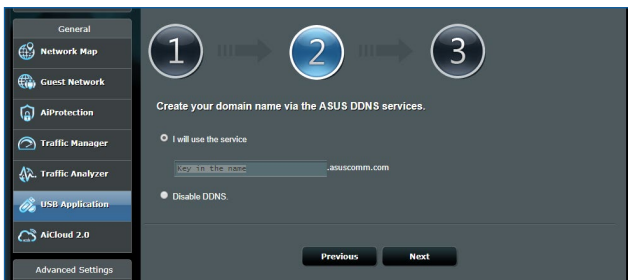 General
Network Map
Guest Network
AiProtection
Traffic Manager
Traffic Analyzer
USB Application
AiCloud 2.0
Advanced Settings
1 2 3
Create your domain name via the ASUS DDNS services.
I will use the service
key in the name .asuscomm.com
Disable DDNS.
Previous Next